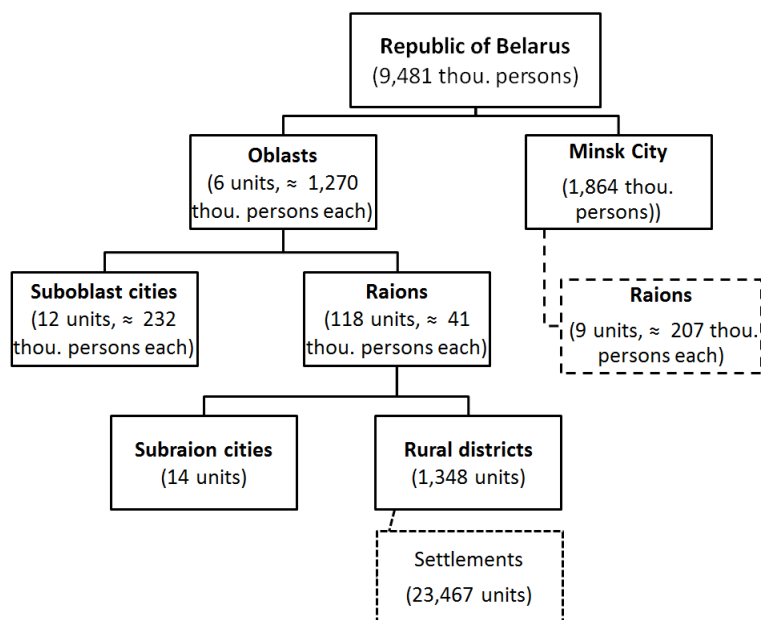 Republic of Belarus
(9,481 thou. persons)
Oblasts
(6 units, ≈ 1,270
thou. persons each)
Minsk City
(1,864 thou.
persons))
Suboblast cities
(12 units, ≈ 232
thou. persons each)
Raions
(118 units, ≈ 41
thou. persons each)
Raions
(9 units, ≈ 207 thou.
persons each)
Subraion cities
(14 units)
Rural districts
(1,348 units)
Settlements
(23,467 units)